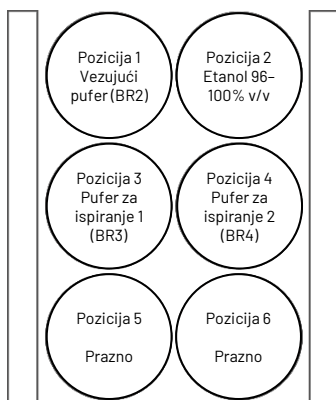 Pozicija 1
Vezujući
pufer (BR2)
Pozicija 2
Etanol 96–
100% v/v
Pozicija 3
Pufer za
ispiranje 1
(BR3)
Pozicija 4
Pufer za
ispiranje 2
(BR4)
Pozicija 5
Prazno
Pozicija 6
Prazno